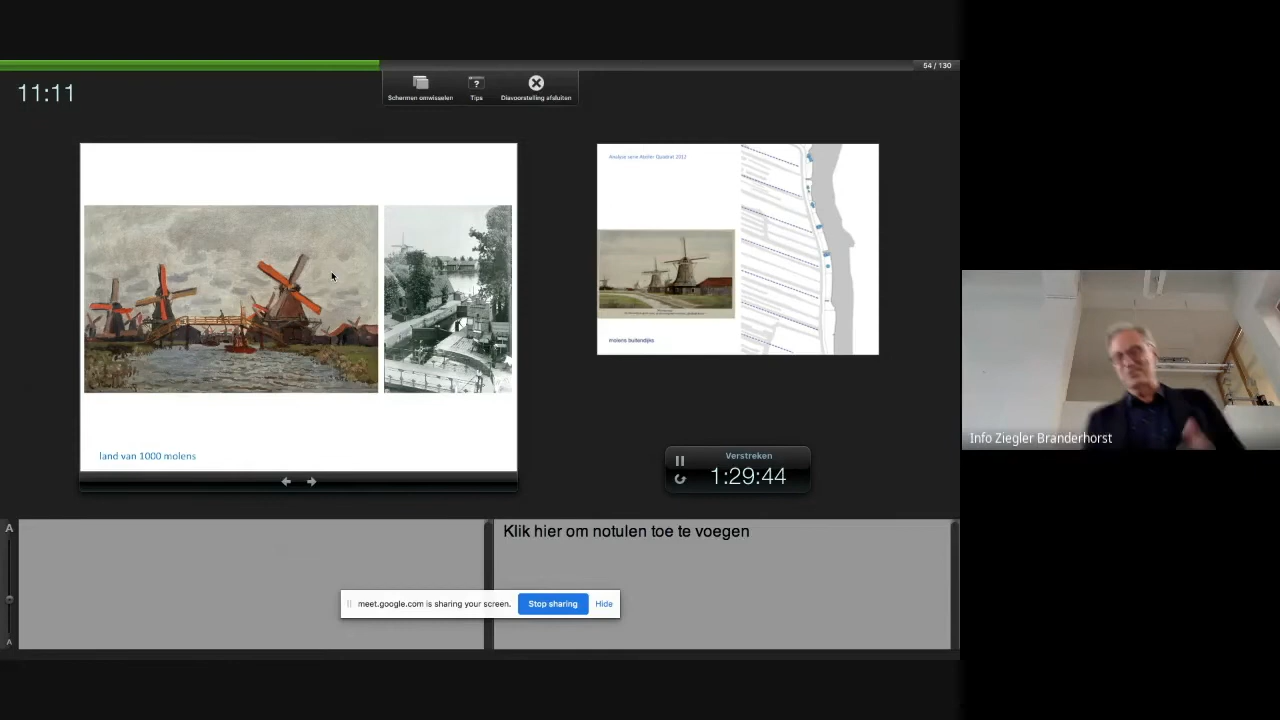 54 / 130
11:11
Schermen omwisselen
Tips
Diavoorstelling afsluiten
Analyse serie Atelier Quadrat 2012
molens buitendijks
land van 1000 molens
Info Ziegler Branderhorst
Verstreken
1:29:44
A
Klik hier om notulen toe te voegen
meet.google.com is sharing your screen.
Stop sharing
Hide
A